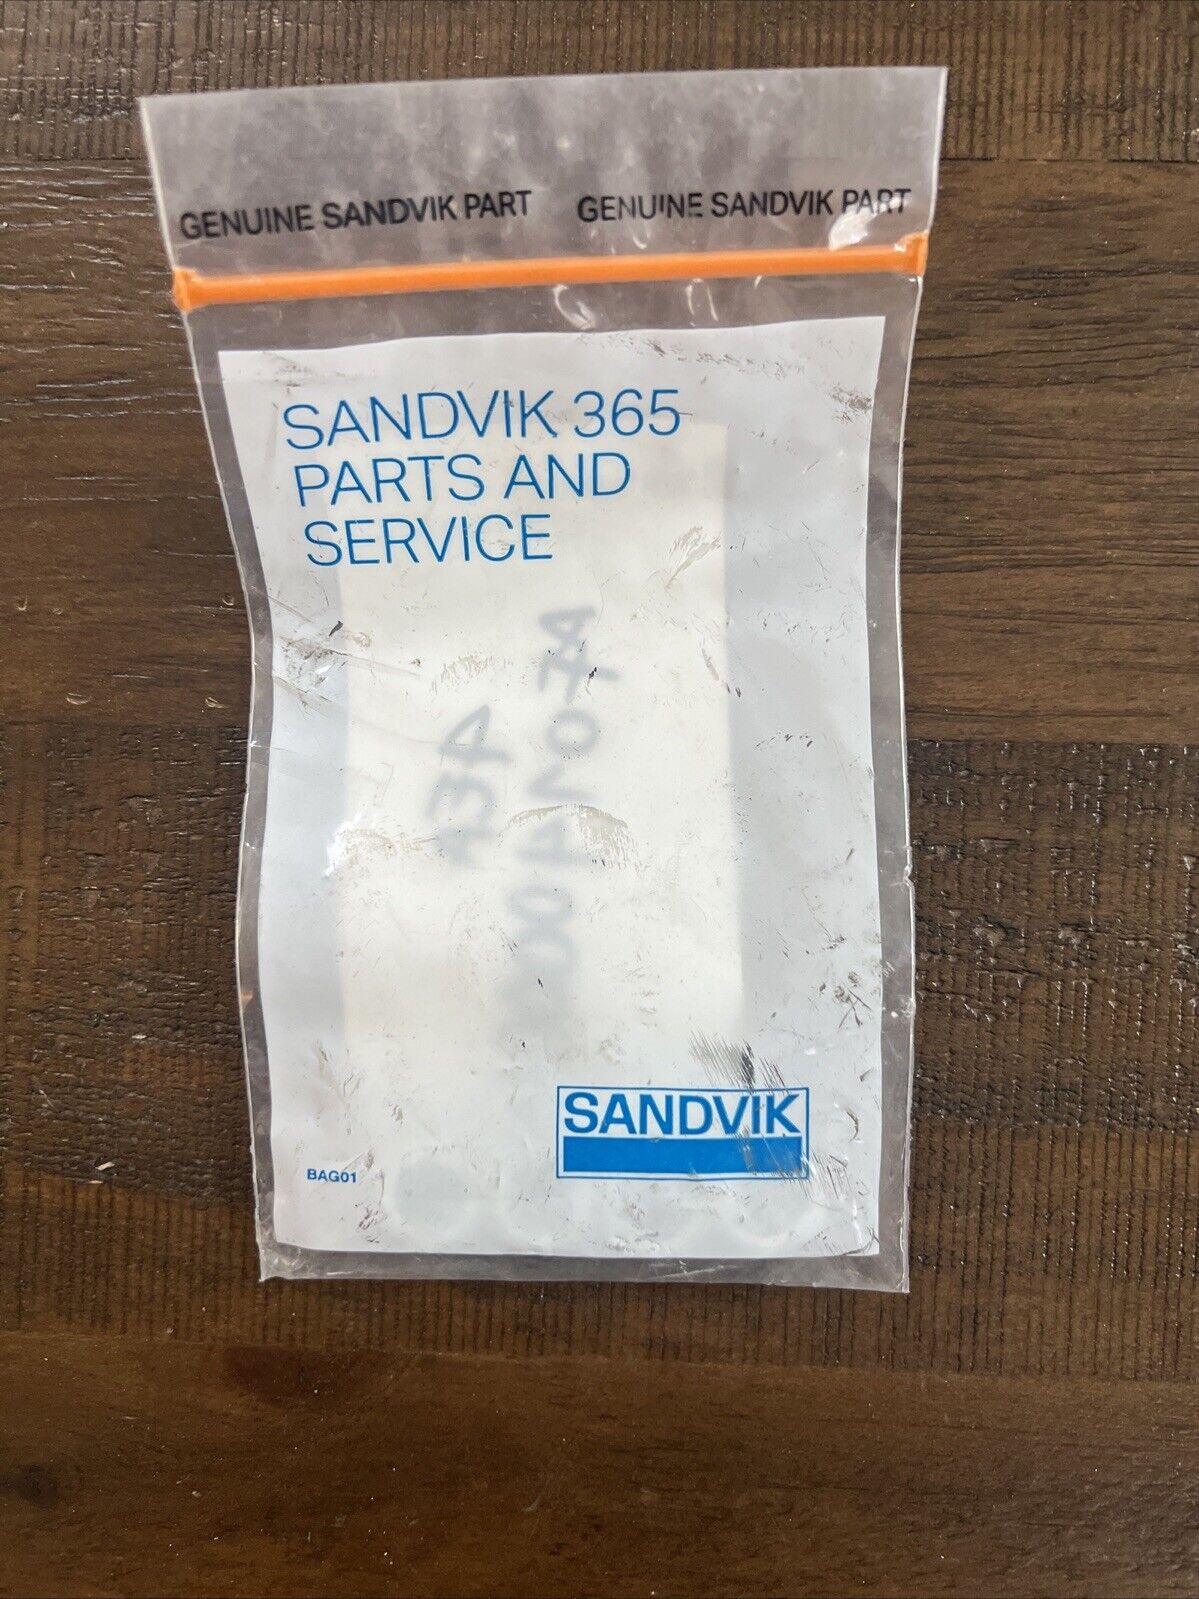 GENUINE SANDVIK PART GENUINE SANDVIK PART
SANDVIK 365
PARTS AND
SERVICE
SANDVIK
BAG01